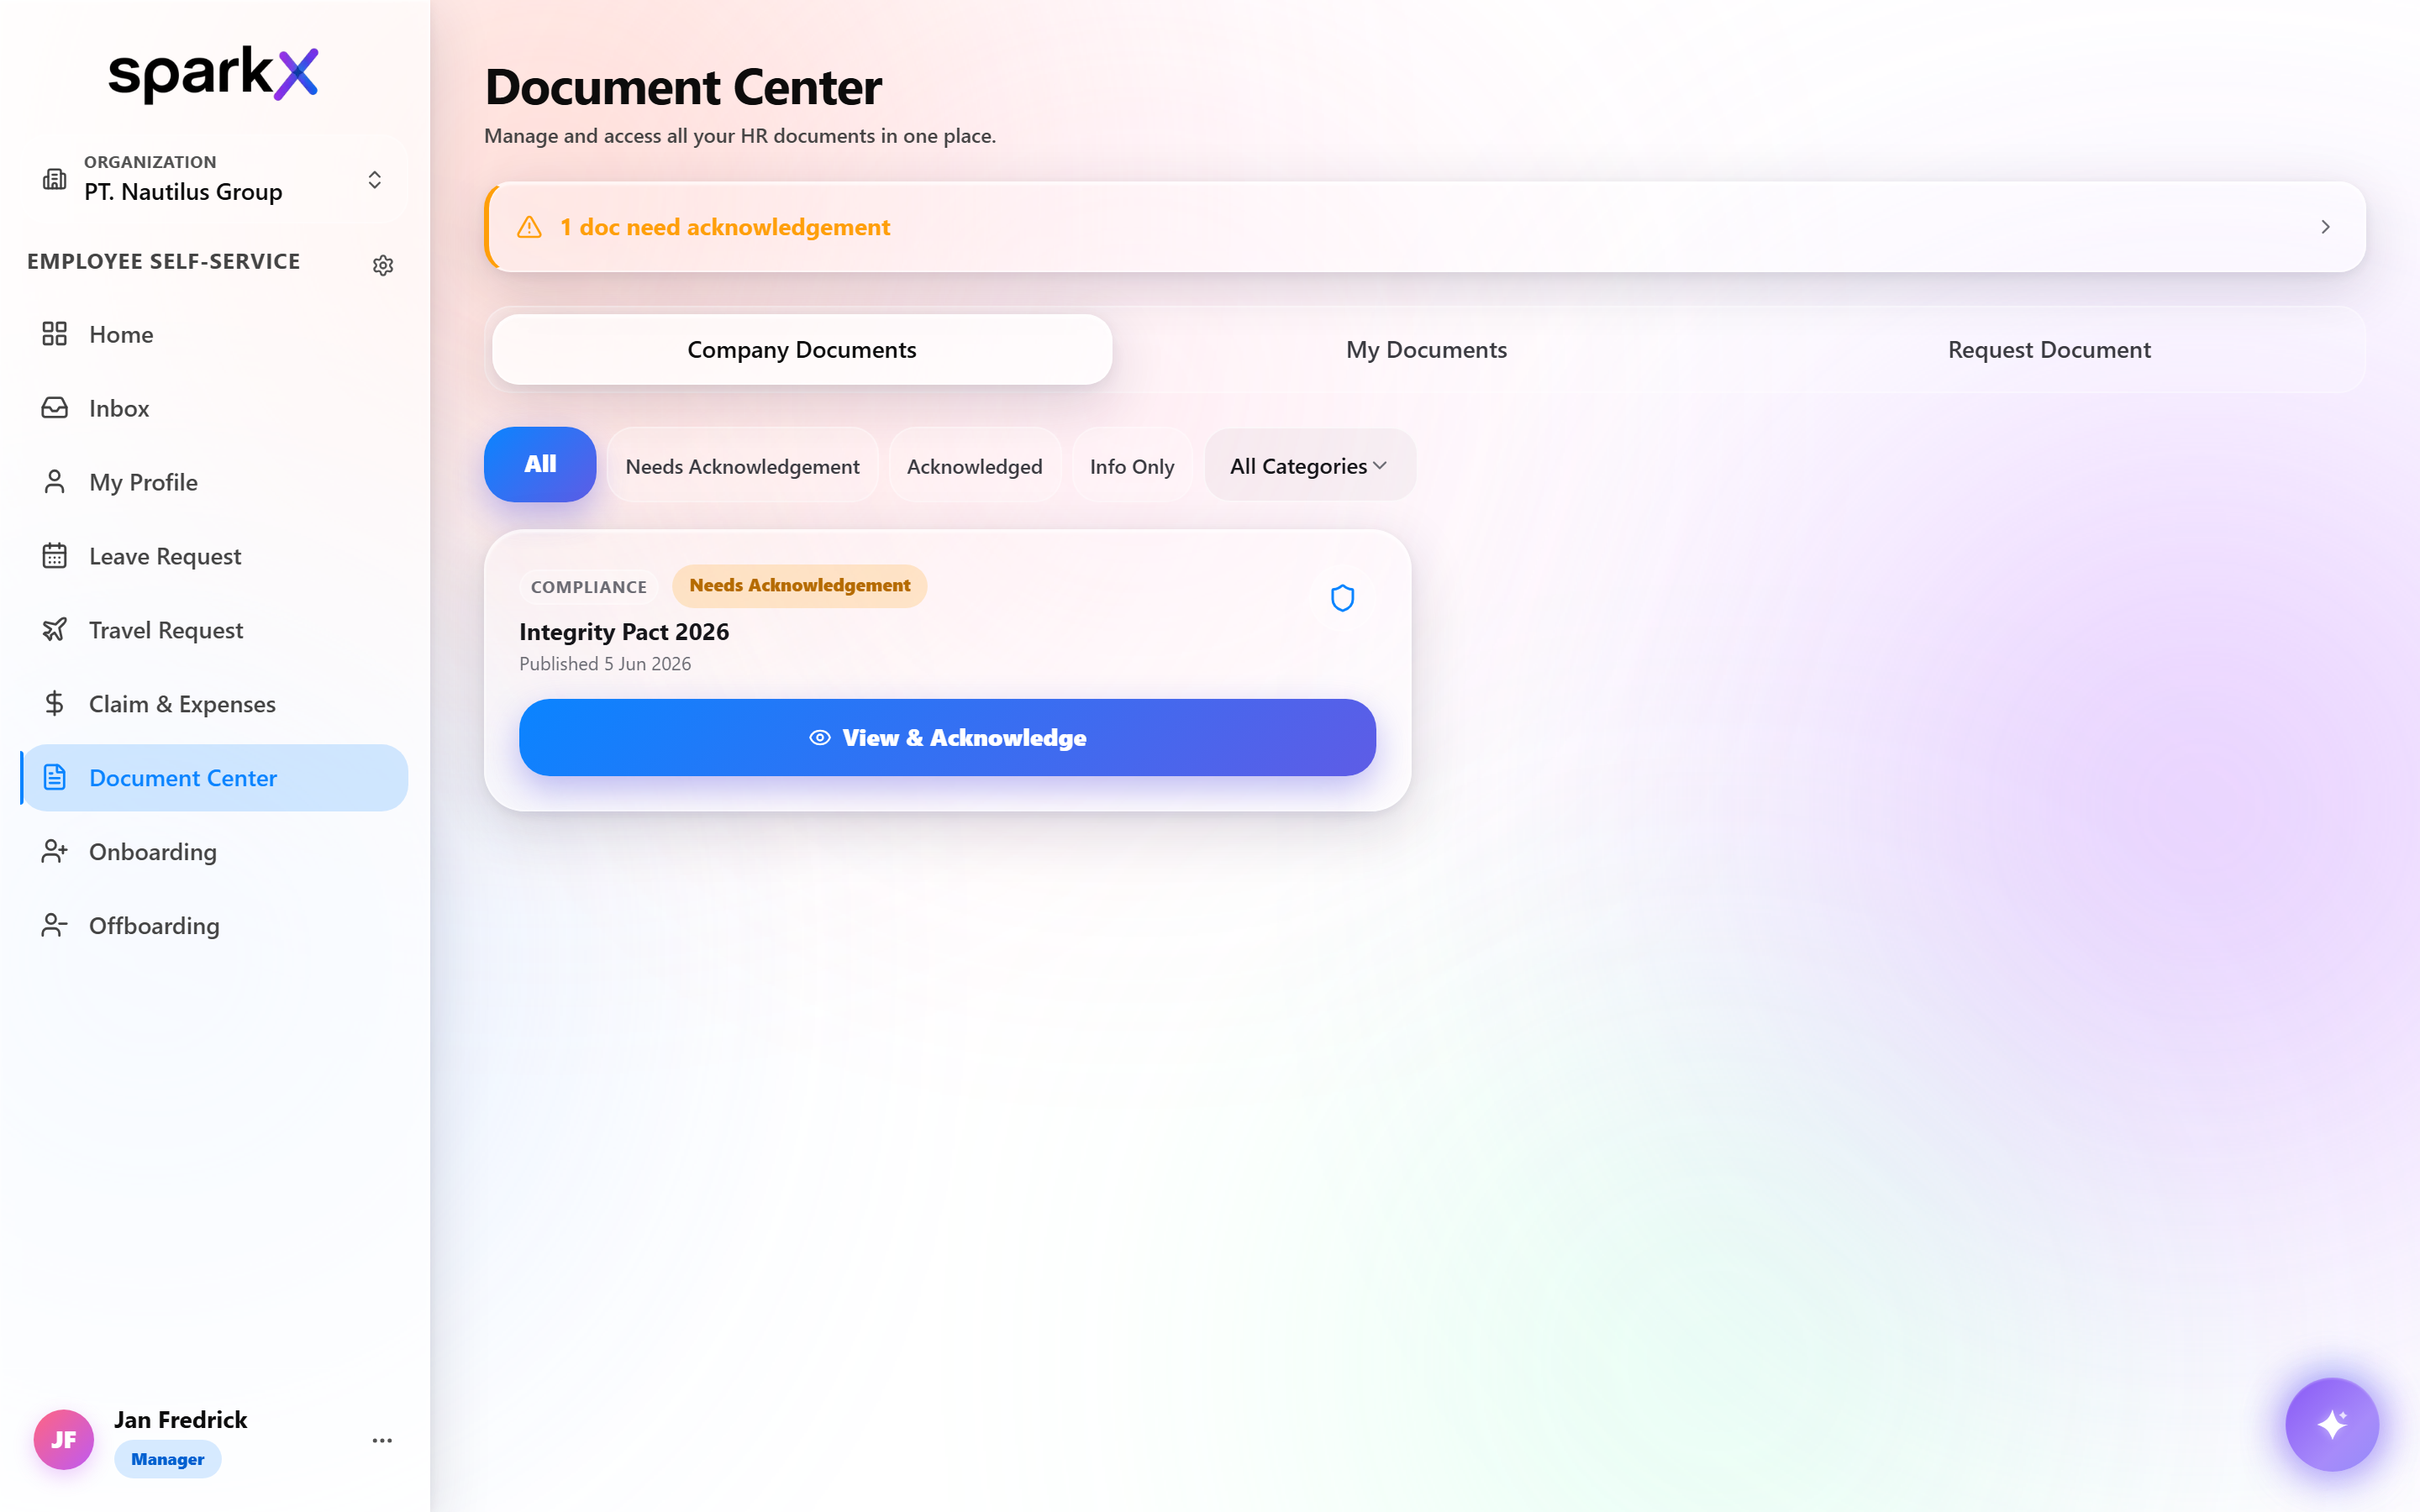 sparkX
ORGANIZATION
PT. Nautilus Group
EMPLOYEE SELF-SERVICE
Home
Inbox
My Profile
Leave Request
Travel Request
Claim & Expenses
Document Center
Onboarding
Offboarding
JF
Jan Fredrick
Manager
Document Center
Manage and access all your HR documents in one place.
1 doc need acknowledgement
Company Documents
My Documents
Request Document
All
Needs Acknowledgement
Acknowledged
Info Only
All Categories
COMPLIANCE
Needs Acknowledgement
Integrity Pact 2026
Published 5 Jun 2026
View & Acknowledge